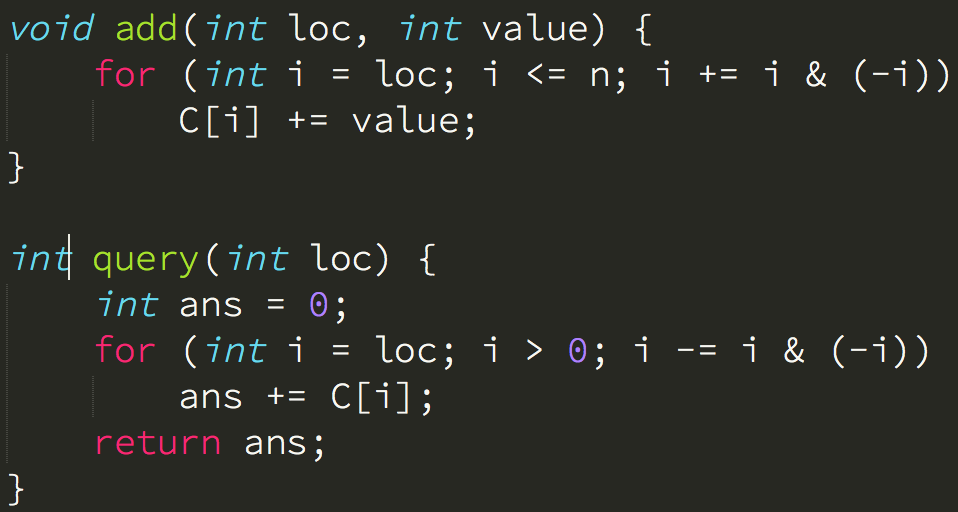 void add(int loc, int value) {
    for (int i = loc; i <= n; i += i & (-i))
        C[i] += value;
}

int query(int loc) {
    int ans = 0;
    for (int i = loc; i > 0; i -= i & (-i))
        ans += C[i];
    return ans;
}